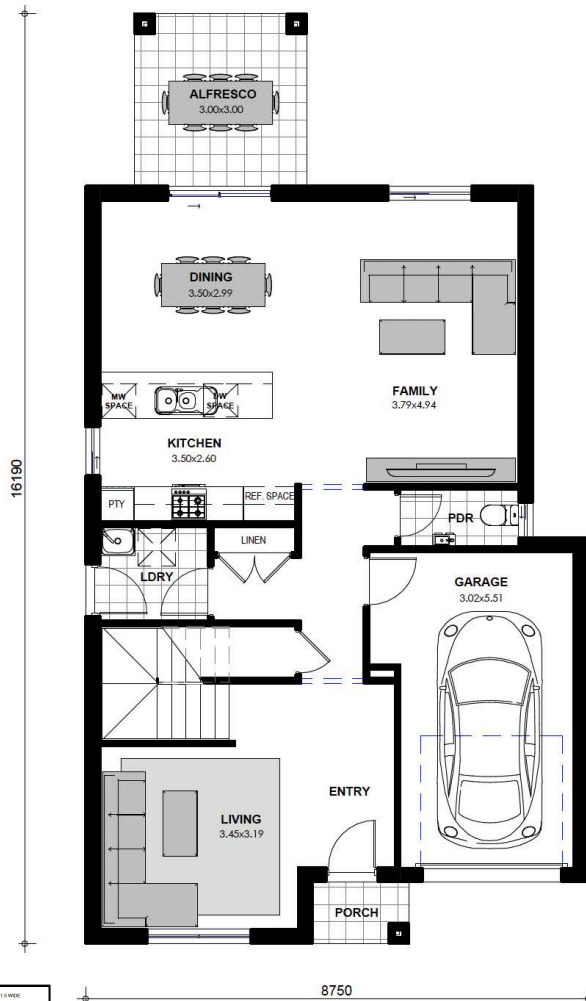 ALFRESCO
3.00x3.00
DINING
3.50x2.99
FAMILY
3.79x4.94
MW
SPACE
DW
SPACE
KITCHEN
3.50x2.60
16190
PTY
REF. SPACE
PDR
LINEN
LDRY
GARAGE
3.02x5.51
ENTRY
LIVING
3.45x3.19
PORCH
8750